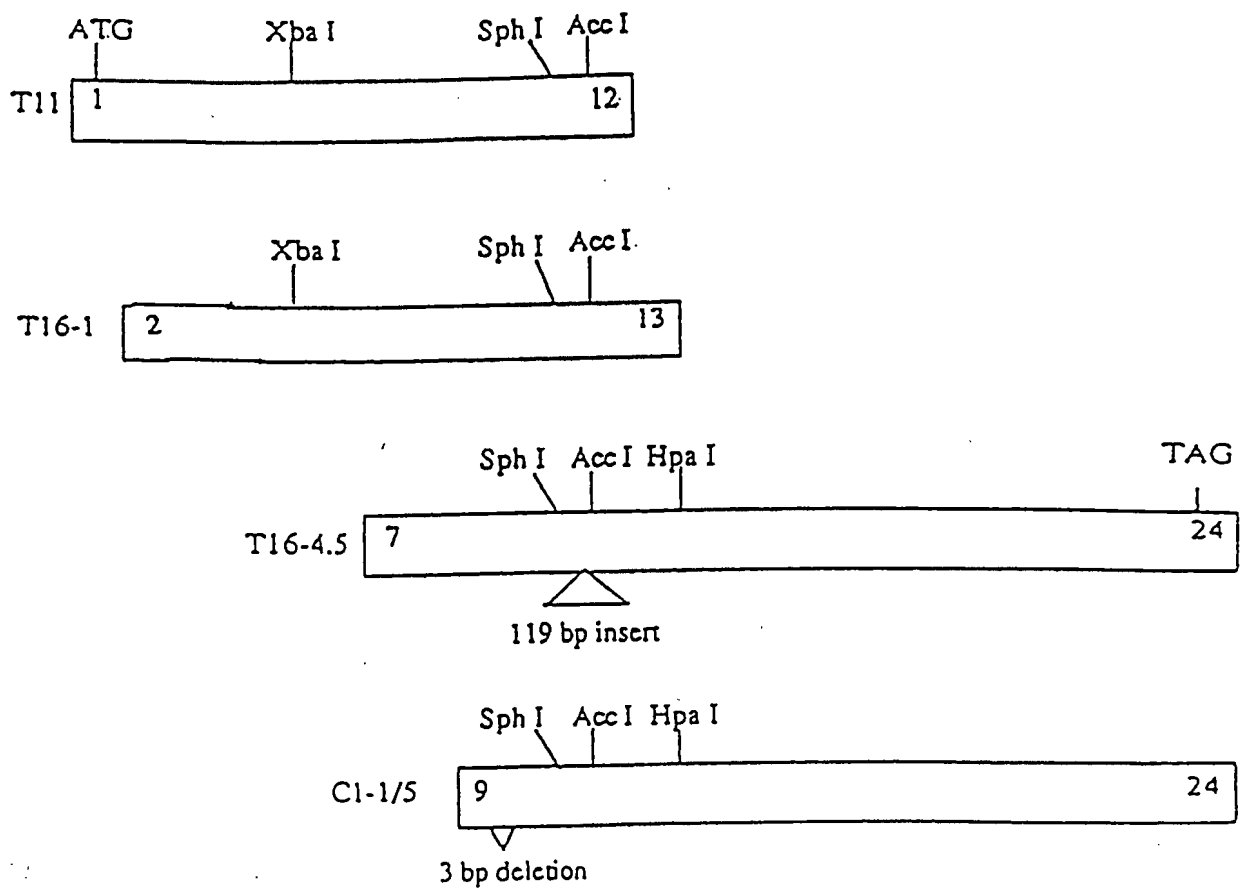 ATG Xba I Sph I Acc I
T11 1 12
Xba I Sph I Acc I
T16-1 2 13
Sph I Acc I Hpa I TAG
T16-4.5 7 24
119 bp insert
Sph I Acc I Hpa I
C1-1/5 9 24
3 bp deletion